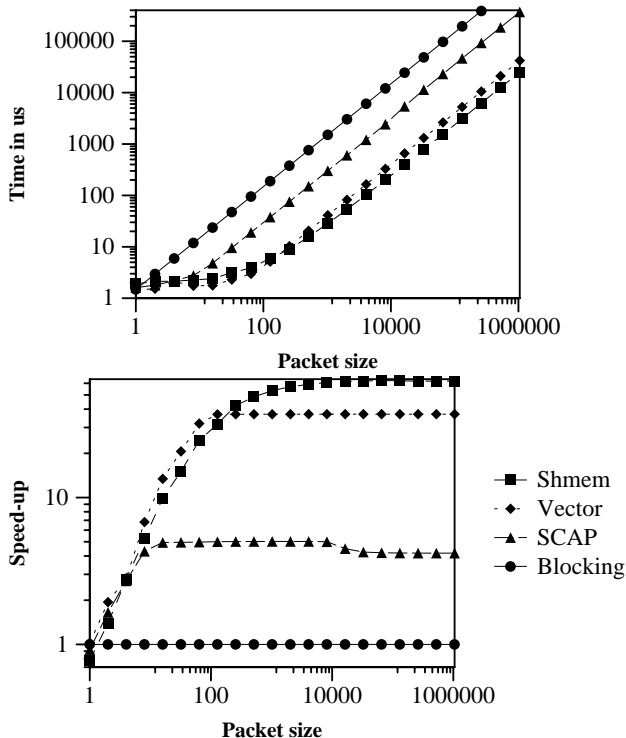 100000
10000
1000
100
10
1
Time in us
1
100
10000
1000000
Packet size
10
1
Speed-up
1
100
10000
1000000
Packet size
Shmem
Vector
SCAP
Blocking